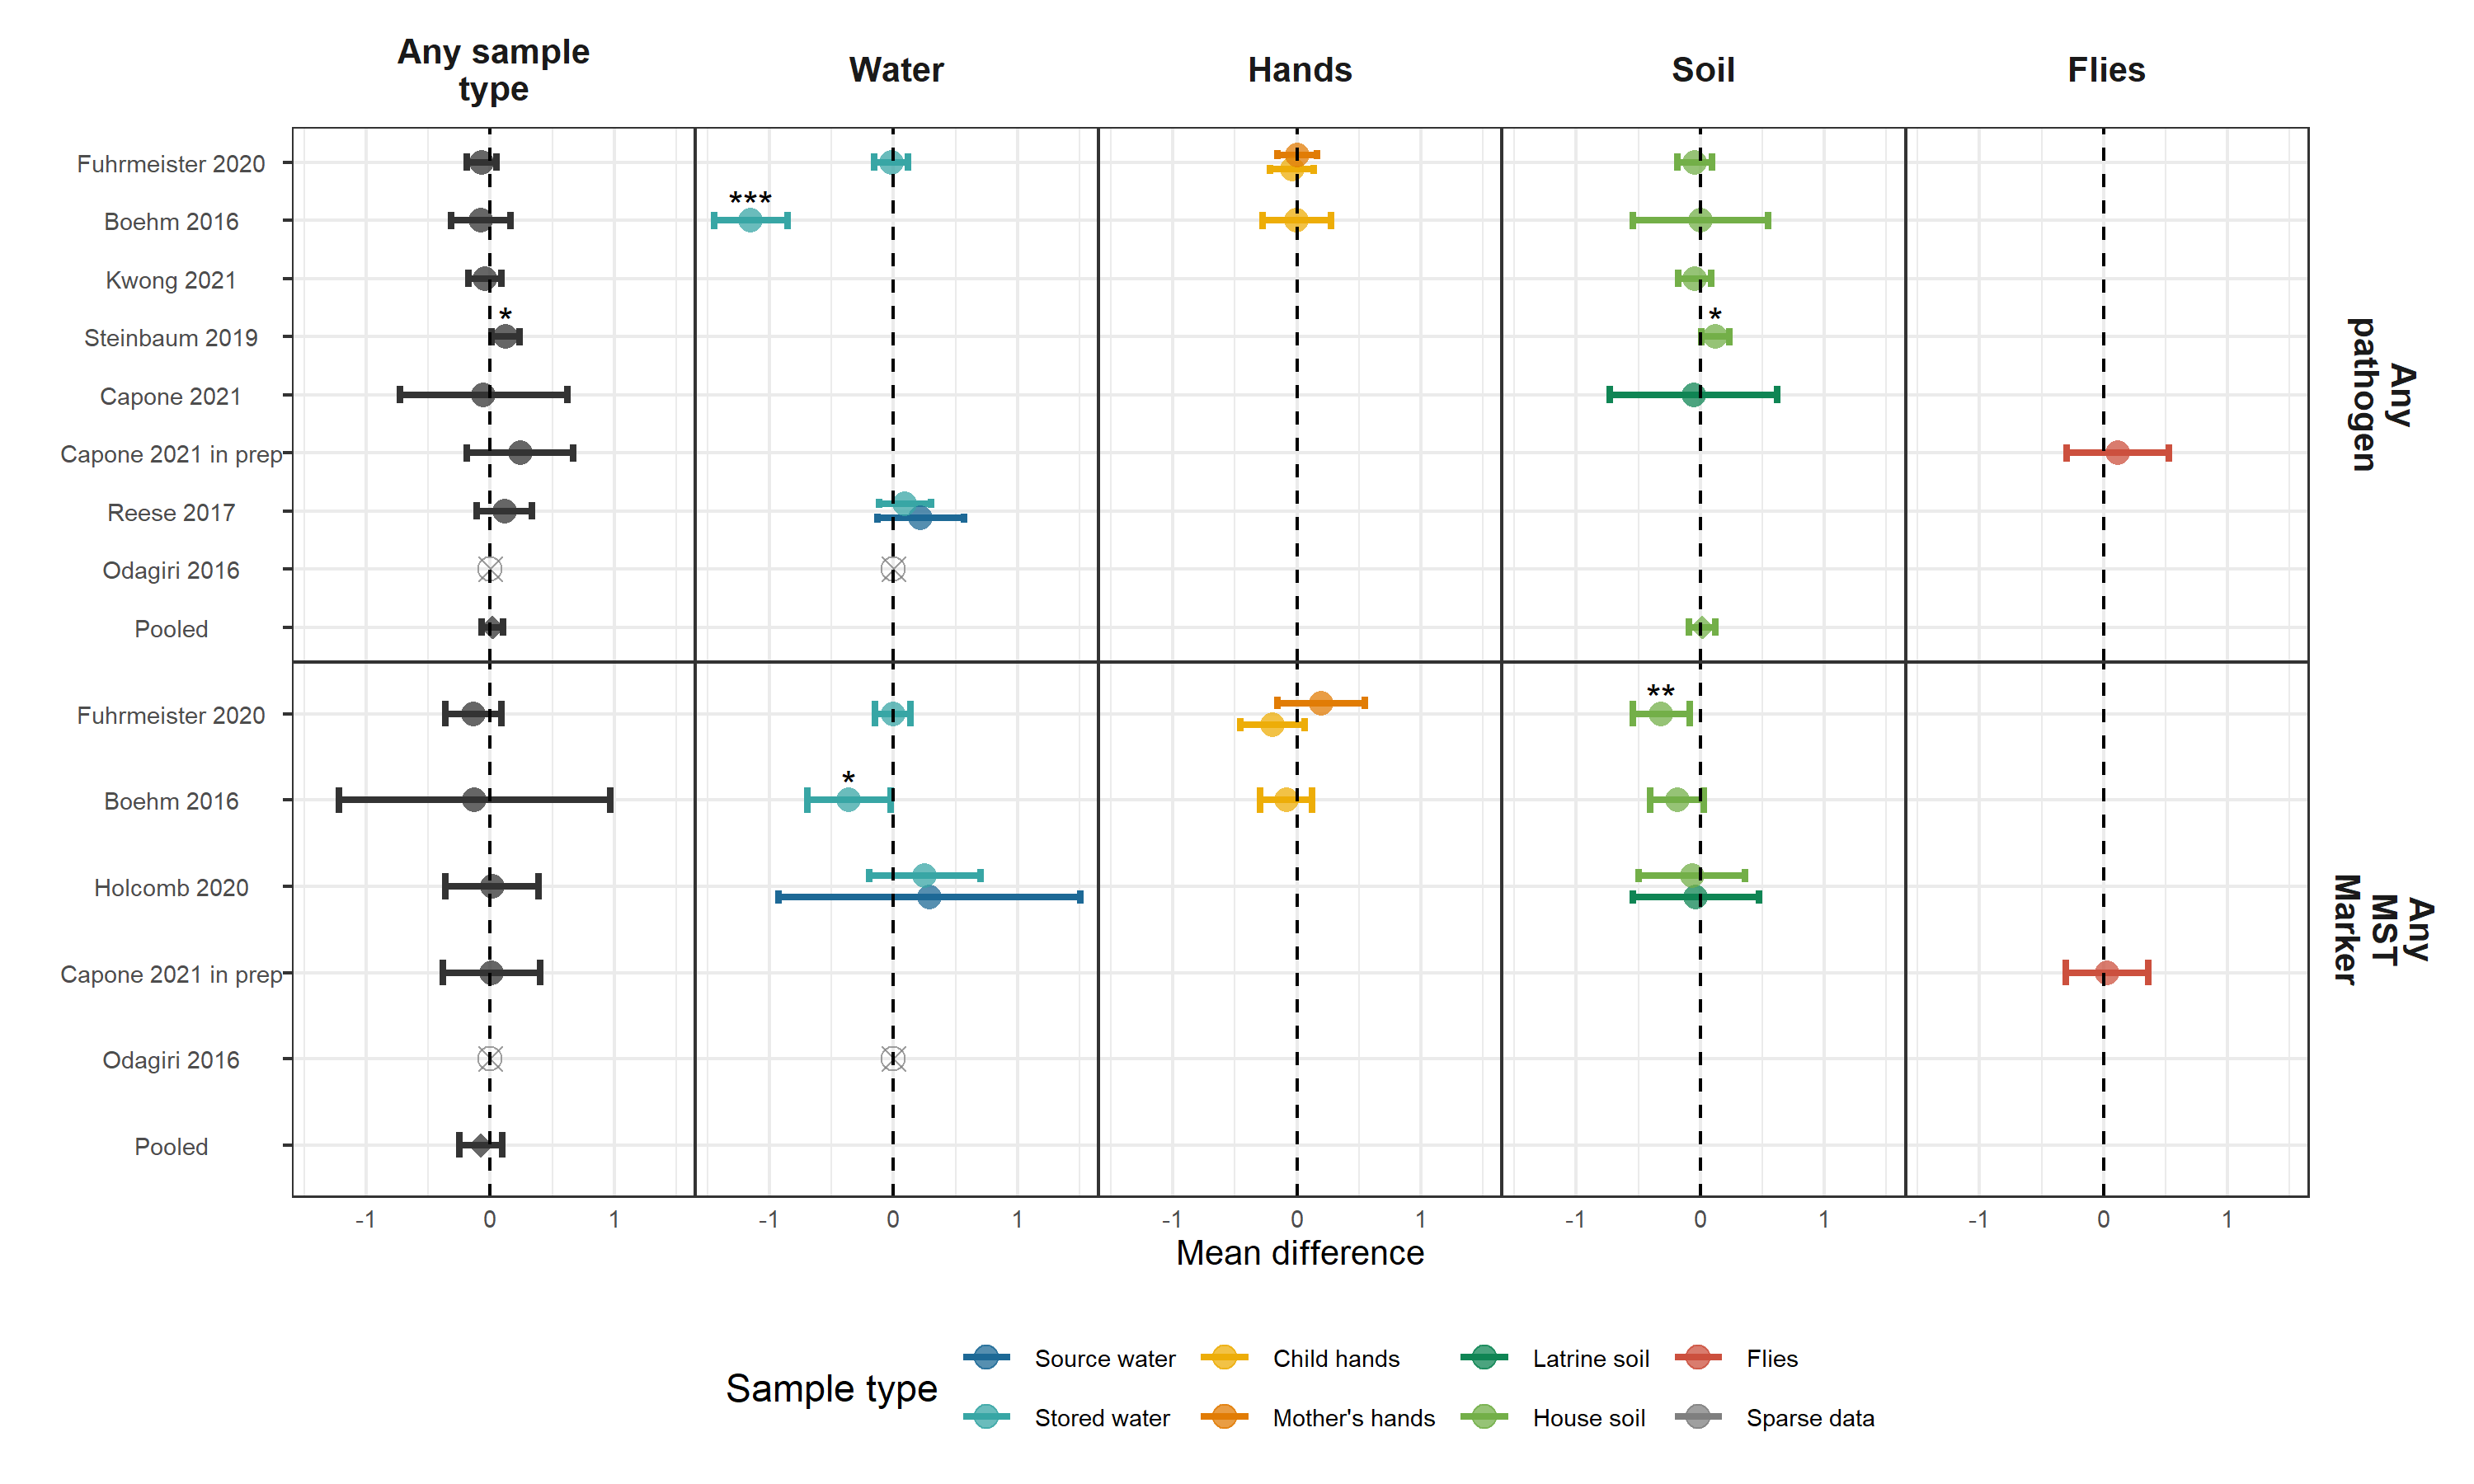 Any sample
type
Water
Hands
Soil
Flies
Fuhrmeister 2020
***
Boehm 2016
Kwong 2021
*
*
Steinbaum 2019
Capone 2021
Capone 2021 in prep
Reese 2017
Odagiri 2016
Pooled
Any
pathogen
Fuhrmeister 2020
**
*
Boehm 2016
Holcomb 2020
Capone 2021 in prep
Odagiri 2016
Pooled
Any
MST
Marker
-1 0 1
-1 0 1
-1 0 1
-1 0 1
-1 0 1
Mean difference
Sample type
Source water
Child hands
Latrine soil
Flies
Stored water
Mother's hands
House soil
Sparse data